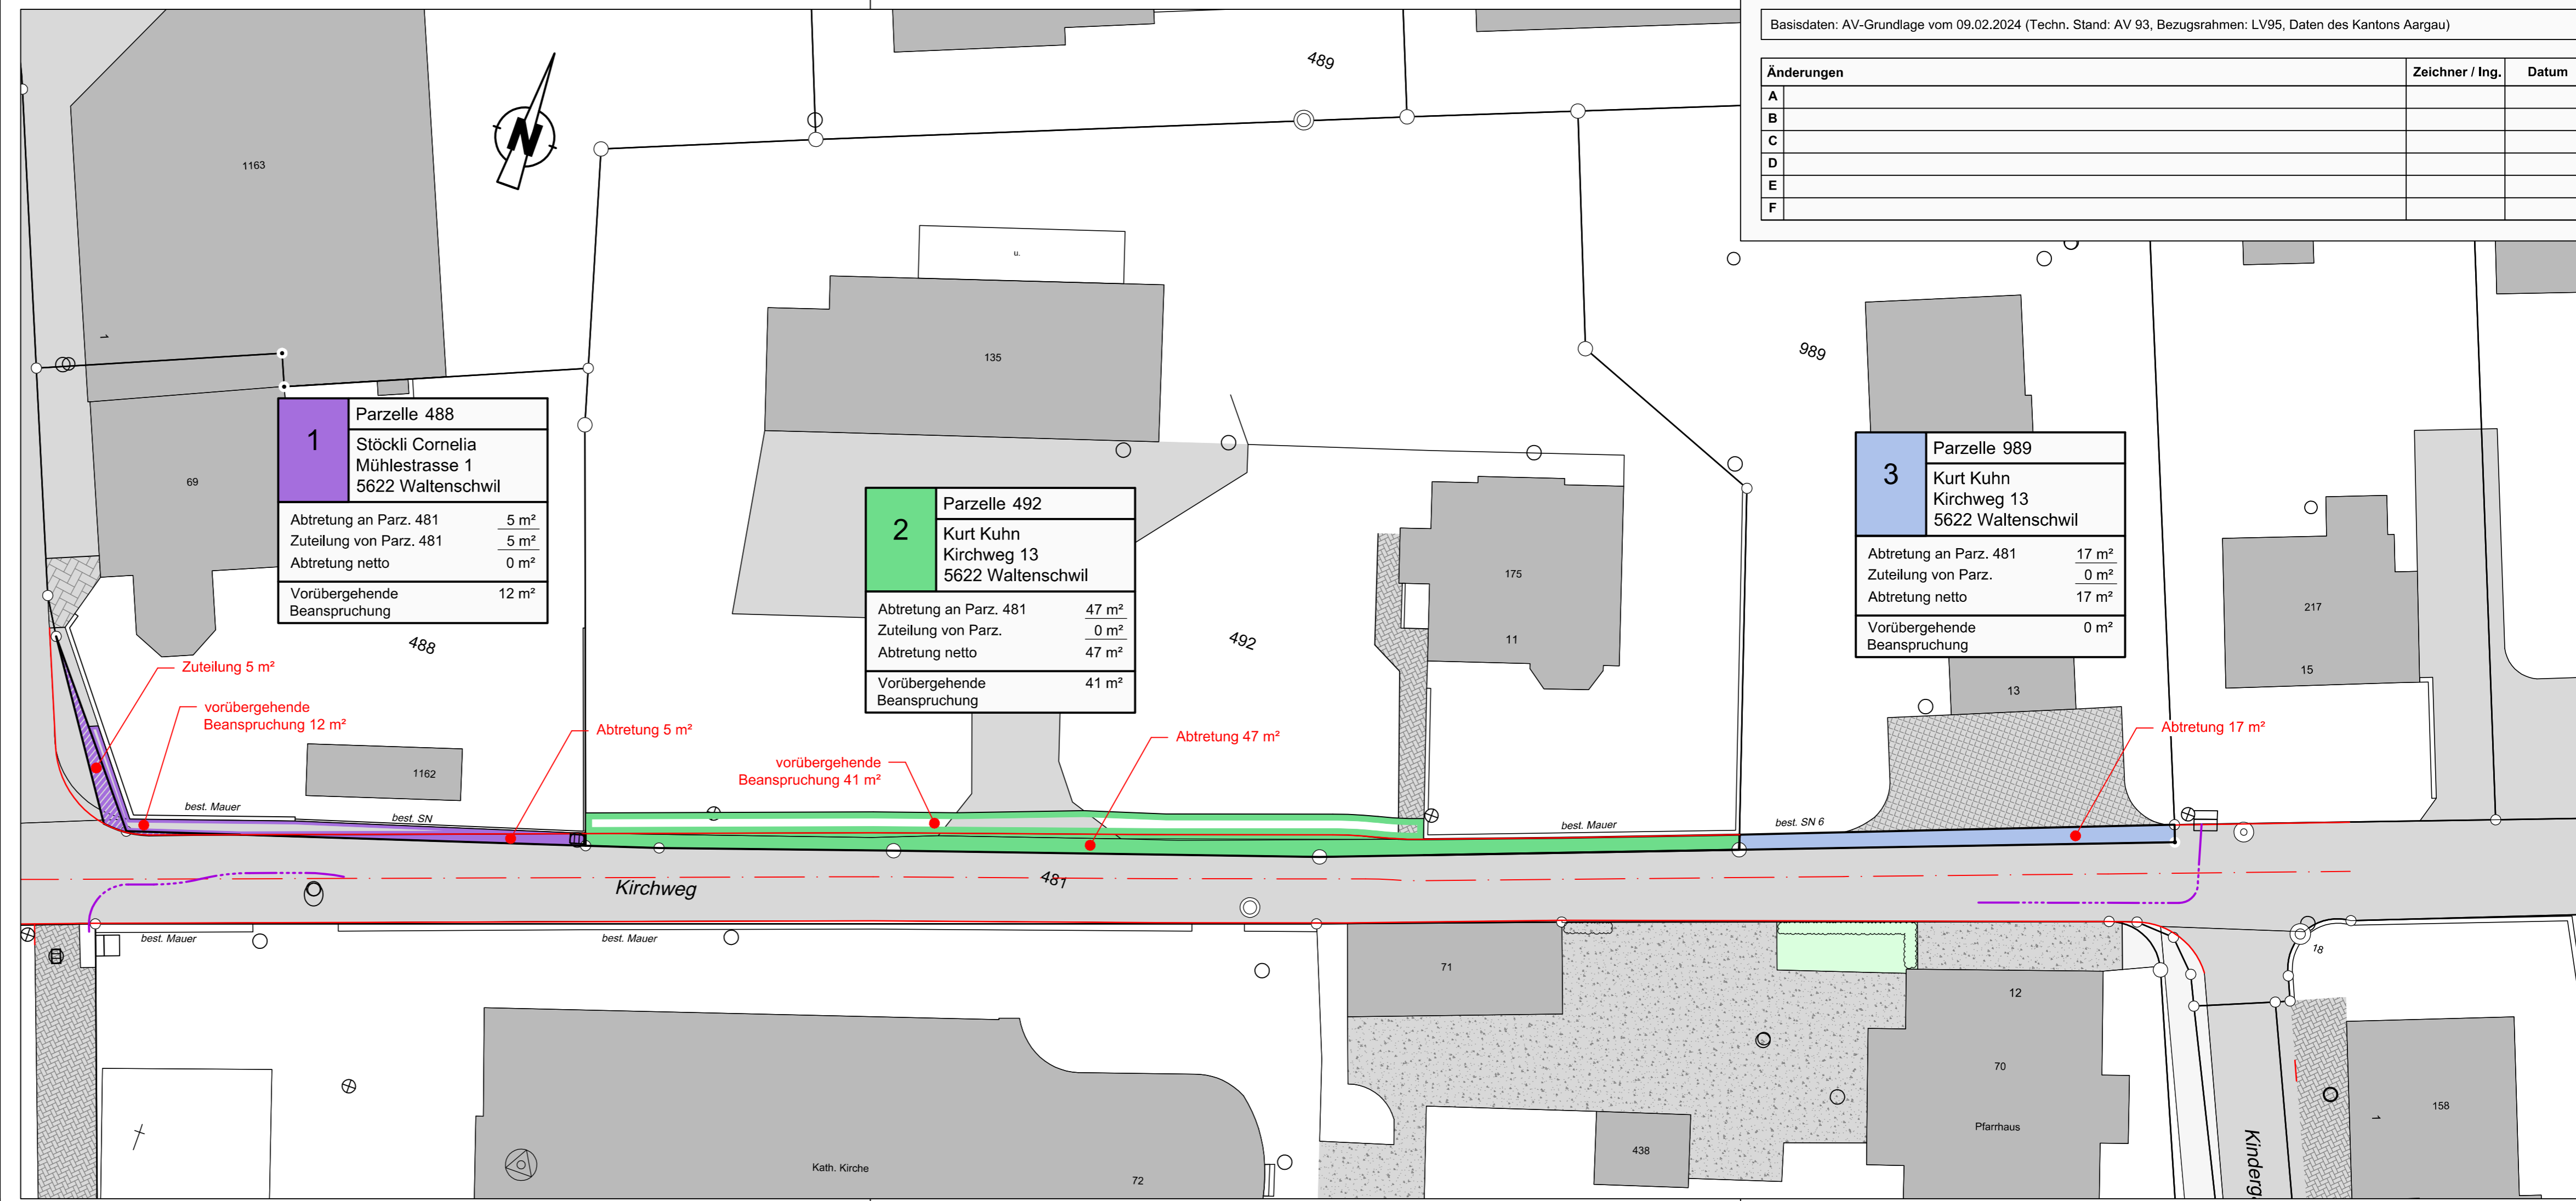 Basisdaten: AV-Grundlage vom 09.02.2024 (Techn. Stand: AV 93, Bezugsrahmen: LV95, Daten des Kantons Aargau)
Änderungen Zeichner / Ing. Datum
A
B
C
D
E
F
489
N
1163
u.
135
989
1
69
1
Parzelle 488
Stöckli Cornelia
Mühlestrasse 1
5622 Waltenschwil
Abtretung an Parz. 481 5 m²
Zuteilung von Parz. 481 5 m²
Abtretung netto 0 m²
Vorübergehende 12 m²
Beanspruchung
2
Parzelle 492
Kurt Kuhn
Kirchweg 13
5622 Waltenschwil
Abtretung an Parz. 481 47 m²
Zuteilung von Parz. 0 m²
Abtretung netto 47 m²
Vorübergehende 41 m²
Beanspruchung
3
Parzelle 989
Kurt Kuhn
Kirchweg 13
5622 Waltenschwil
Abtretung an Parz. 481 17 m²
Zuteilung von Parz. 0 m²
Abtretung netto 17 m²
Vorübergehende 0 m²
Beanspruchung
175
11
217
15
13
488
492
Zuteilung 5 m²
vorübergehende
Beanspruchung 12 m²
Abtretung 5 m²
vorübergehende
Beanspruchung 41 m²
Abtretung 47 m²
Abtretung 17 m²
1162
best. Mauer
best. SN
best. Mauer
best. SN 6
Kirchweg
481
best. Mauer
best. Mauer
71
12
70
Pfarrhaus
438
18
158
1
Kath. Kirche
72